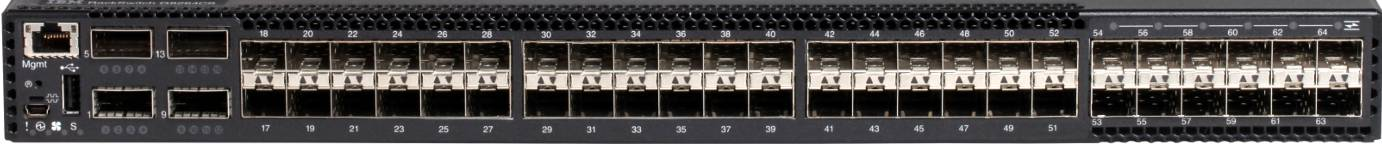 IBM RackSwitch G8264CS
18 20 22 24 26 28 30 32 34 36 38 40 42 44 46 48 50 52 54 56 58 60 62 64
5 13
Mgmt
1 9
! S
17 19 21 23 25 27 29 31 33 35 37 39 41 43 45 47 49 51 53 55 57 59 61 63